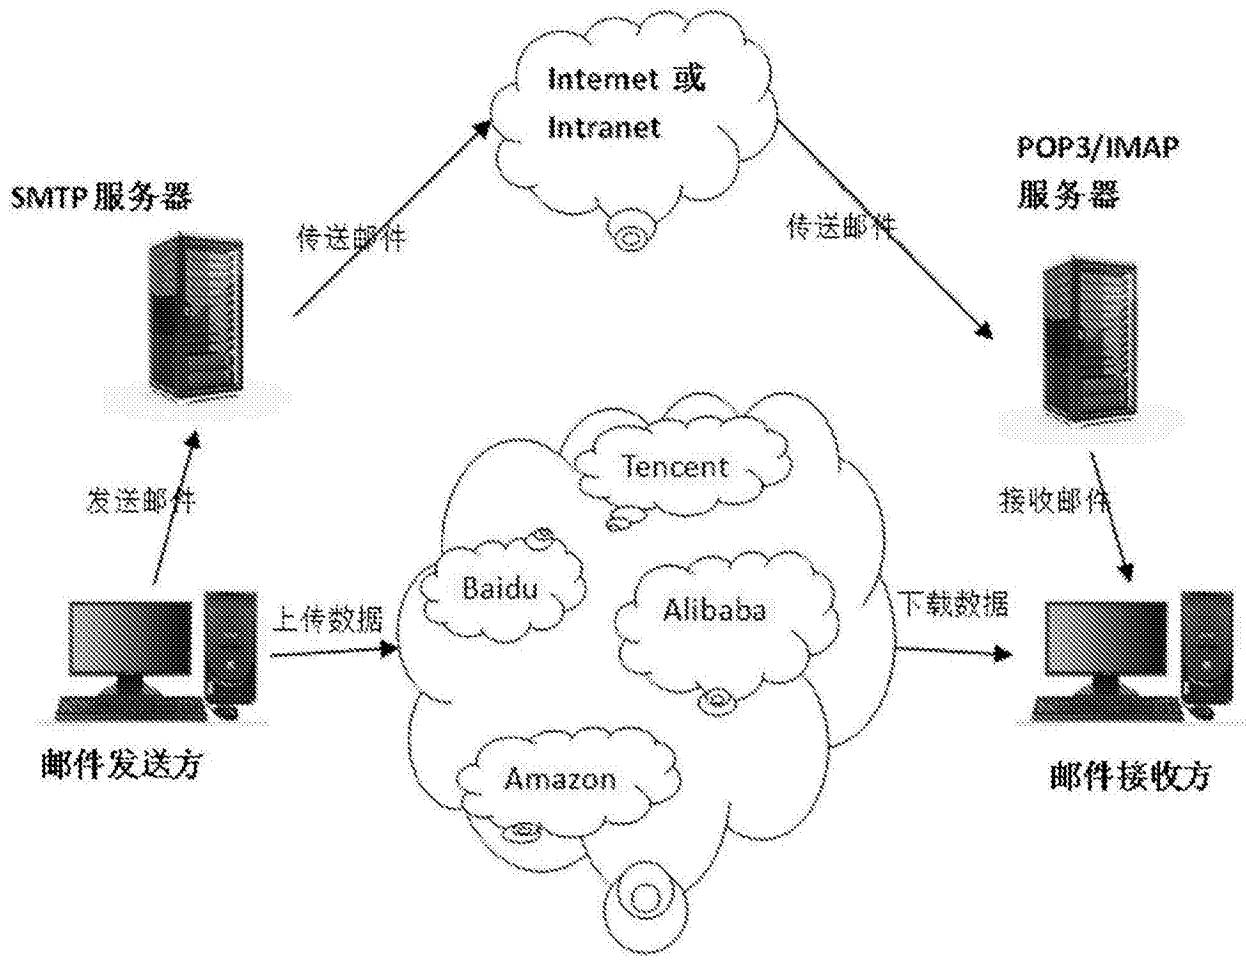 Internet 或
Intranet
POP3/IMAP
服务器
SMTP 服务器
传送邮件
传送邮件
Tencent
发送邮件
接收邮件
Baidu
Alibaba
上传数据
下载数据
邮件发送方
Amazon
邮件接收方